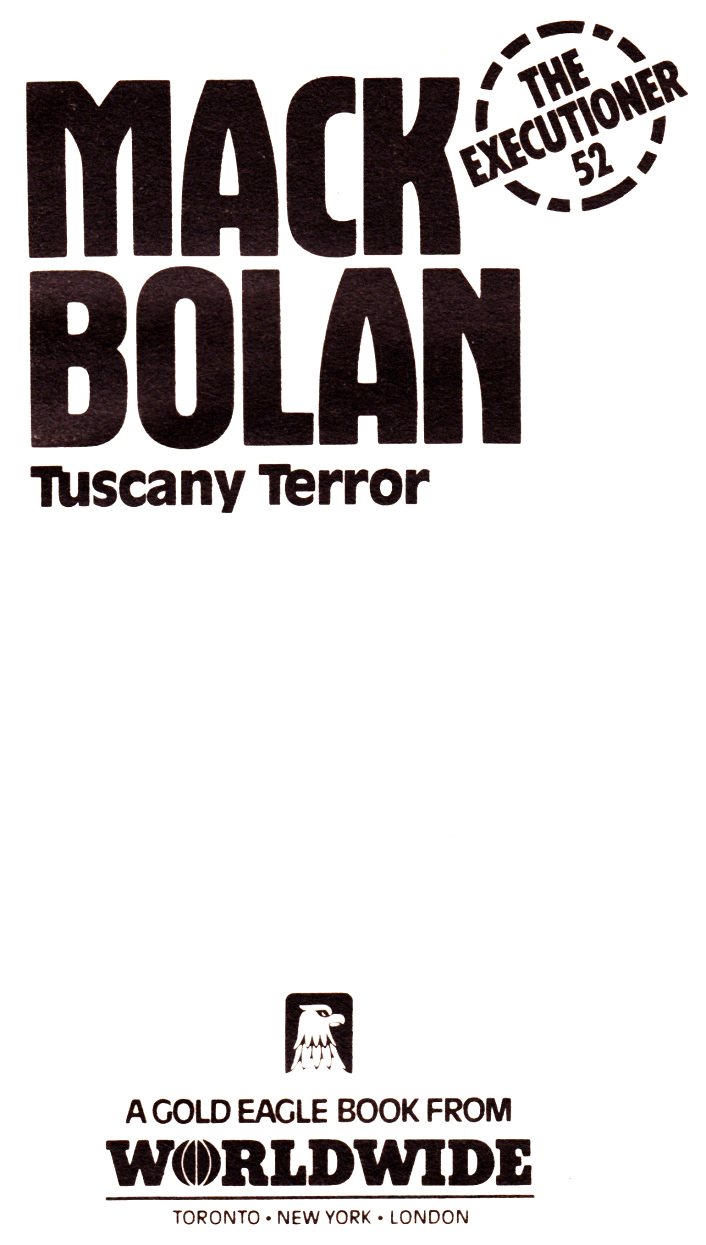 MACK
BOLAN
THE
EXECUTIONER
52
Tuscany Terror
A GOLD EAGLE BOOK FROM
WORLDWIDE
TORONTO • NEW YORK • LONDON